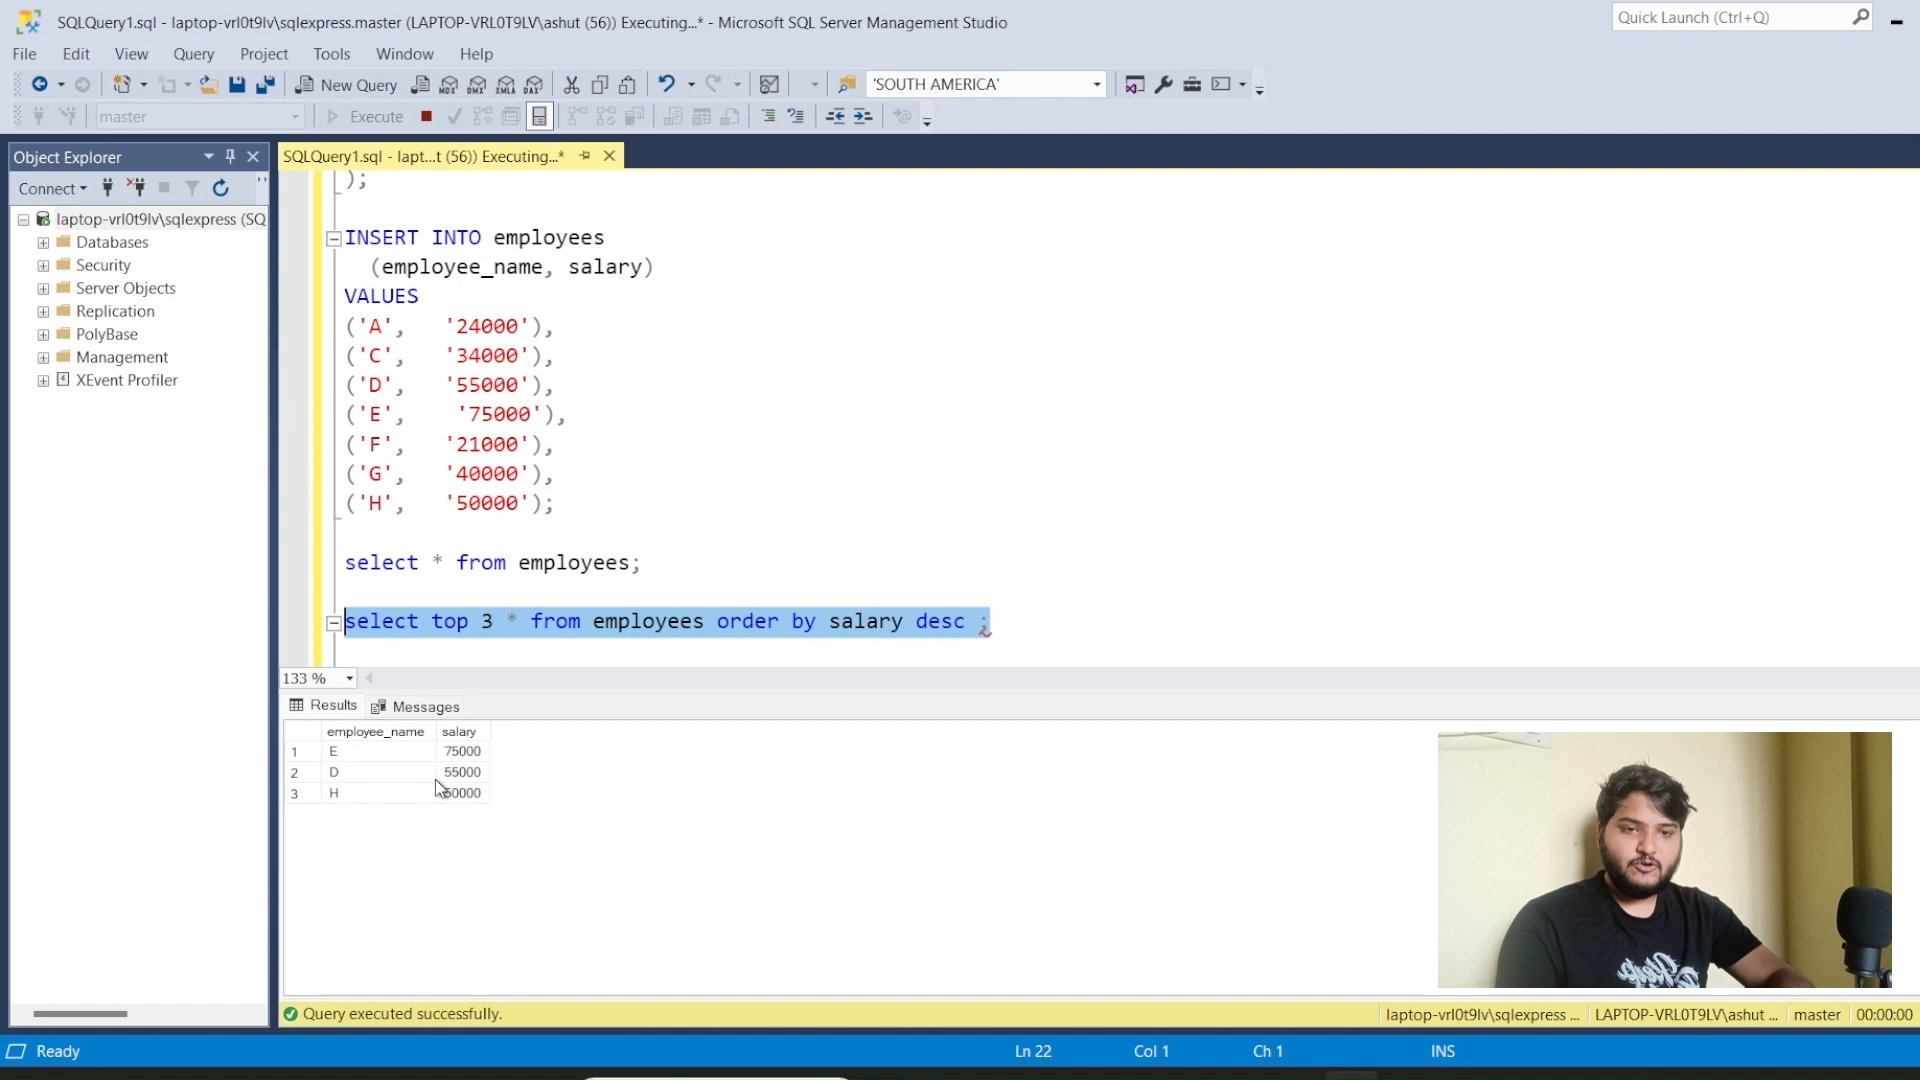 SQLQuery1.sql - laptop-vrl0t9lv\sqlexpress.master (LAPTOP-VRL0T9LV\ashut (56)) Executing...* - Microsoft SQL Server Management Studio
Quick Launch (Ctrl+Q)
File Edit View Query Project Tools Window Help
New Query MDX DMX XMLA DAX 'SOUTH AMERICA'
master Execute
Object Explorer
SQLQuery1.sql - lapt...t (56)) Executing...*
Connect
laptop-vrl0t9lv\sqlexpress (SQ
Databases
Security
Server Objects
Replication
PolyBase
Management
XEvent Profiler
);
INSERT INTO employees
(employee_name, salary)
VALUES
('A', '24000'),
('C', '34000'),
('D', '55000'),
('E', '75000'),
('F', '21000'),
('G', '40000'),
('H', '50000');
select * from employees;
select top 3 * from employees order by salary desc ;
133 %
Results Messages
employee_name salary
1 E 75000
2 D 55000
3 H 50000
Query executed successfully.
laptop-vrl0t9lv\sqlexpress ... LAPTOP-VRL0T9LV\ashut ... master 00:00:00
Ready Ln 22 Col 1 Ch 1 INS